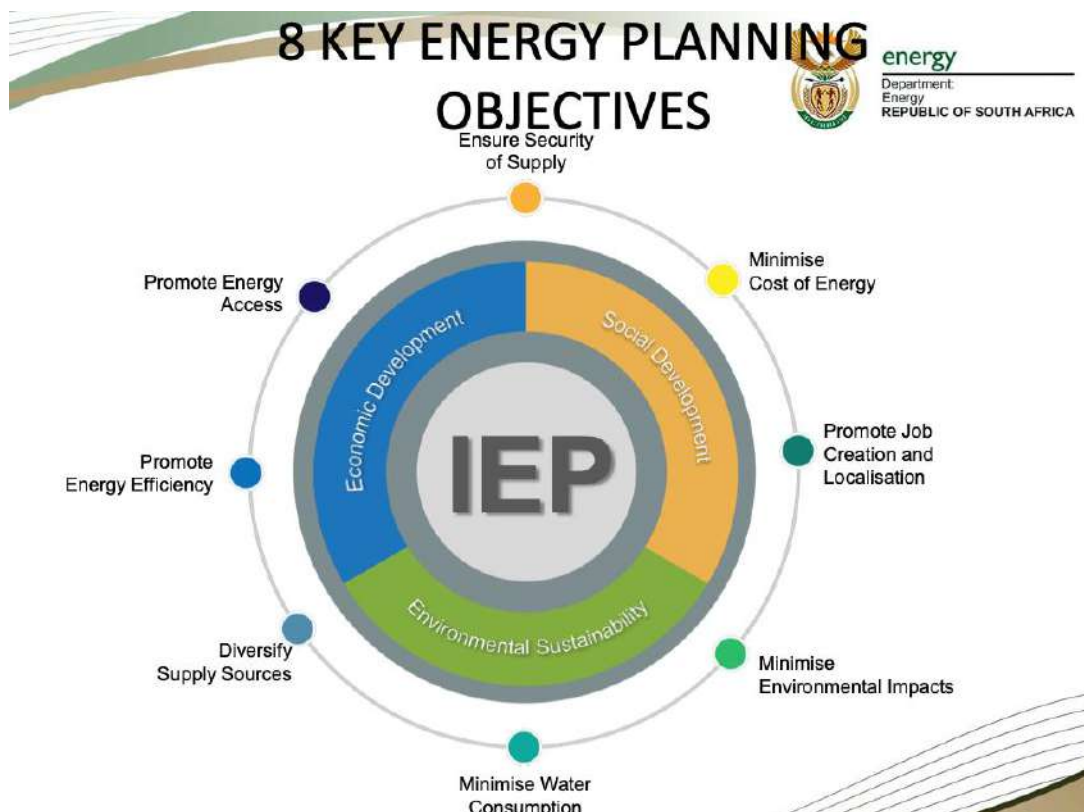 8 KEY ENERGY PLANNING
OBJECTIVES
energy
Department:
Energy
REPUBLIC OF SOUTH AFRICA
Ensure Security
of Supply
Minimise
Cost of Energy
Promote Job
Creation and
Localisation
Minimise
Environmental Impacts
Minimise Water
Consumption
Diversify
Supply Sources
Promote
Energy Efficiency
Promote Energy
Access
Economic Development
Social Development
Environmental Sustainability
IEP